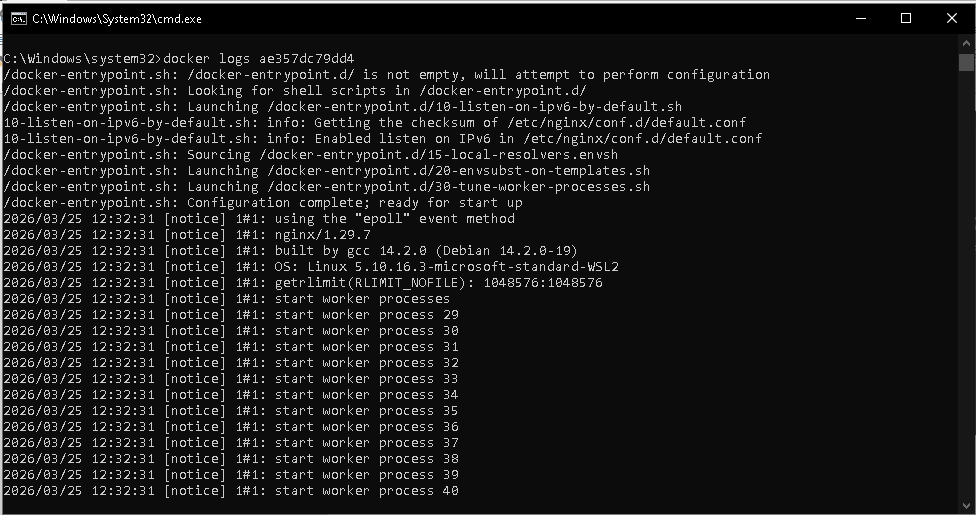 C:\Windows\System32\cmd.exe
C:\Windows\system32>docker logs ae357dc79dd4
/docker-entrypoint.sh: /docker-entrypoint.d/ is not empty, will attempt to perform configuration
/docker-entrypoint.sh: Looking for shell scripts in /docker-entrypoint.d/
/docker-entrypoint.sh: Launching /docker-entrypoint.d/10-listen-on-ipv6-by-default.sh
10-listen-on-ipv6-by-default.sh: info: Getting the checksum of /etc/nginx/conf.d/default.conf
10-listen-on-ipv6-by-default.sh: info: Enabled listen on IPv6 in /etc/nginx/conf.d/default.conf
/docker-entrypoint.sh: Sourcing /docker-entrypoint.d/15-local-resolvers.envsh
/docker-entrypoint.sh: Launching /docker-entrypoint.d/20-envsubst-on-templates.sh
/docker-entrypoint.sh: Launching /docker-entrypoint.d/30-tune-worker-processes.sh
/docker-entrypoint.sh: Configuration complete; ready for start up
2026/03/25 12:32:31 [notice] 1#1: using the "epoll" event method
2026/03/25 12:32:31 [notice] 1#1: nginx/1.29.7
2026/03/25 12:32:31 [notice] 1#1: built by gcc 14.2.0 (Debian 14.2.0-19)
2026/03/25 12:32:31 [notice] 1#1: OS: Linux 5.10.16.3-microsoft-standard-WSL2
2026/03/25 12:32:31 [notice] 1#1: getrlimit(RLIMIT_NOFILE): 1048576:1048576
2026/03/25 12:32:31 [notice] 1#1: start worker processes
2026/03/25 12:32:31 [notice] 1#1: start worker process 29
2026/03/25 12:32:31 [notice] 1#1: start worker process 30
2026/03/25 12:32:31 [notice] 1#1: start worker process 31
2026/03/25 12:32:31 [notice] 1#1: start worker process 32
2026/03/25 12:32:31 [notice] 1#1: start worker process 33
2026/03/25 12:32:31 [notice] 1#1: start worker process 34
2026/03/25 12:32:31 [notice] 1#1: start worker process 35
2026/03/25 12:32:31 [notice] 1#1: start worker process 36
2026/03/25 12:32:31 [notice] 1#1: start worker process 37
2026/03/25 12:32:31 [notice] 1#1: start worker process 38
2026/03/25 12:32:31 [notice] 1#1: start worker process 39
2026/03/25 12:32:31 [notice] 1#1: start worker process 40